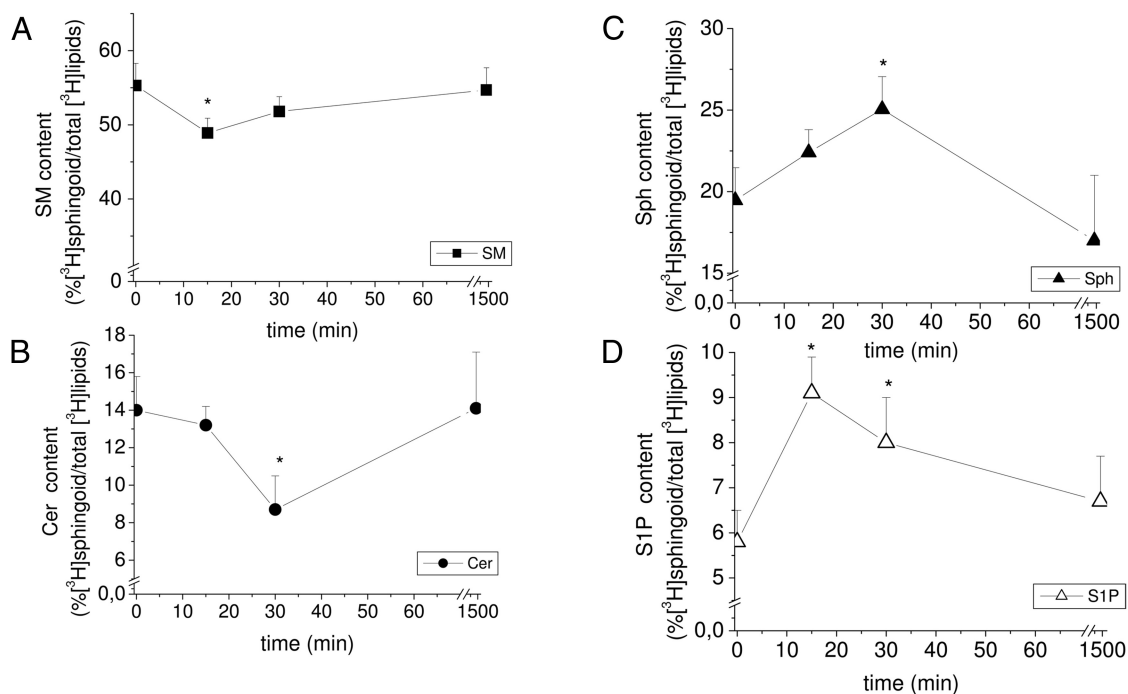 A
SM content
(%[³H]sphingoid/total [³H]lipids)
60
50
40
0
0 10 20 30 40 50 60 1500
time (min)
SM
*
B
Cer content
(%[³H]sphingoid/total [³H]lipids)
18
16
14
12
10
8
6
0,0
0 10 20 30 40 50 60 1500
time (min)
Cer
*
C
Sph content
(%[³H]sphingoid/total [³H]lipids)
30
25
20
15
0,0
0 10 20 30 40 50 60 1500
time (min)
Sph
*
D
S1P content
(%[³H]sphingoid/total [³H]lipids)
10
9
8
7
6
5
0,0
0 10 20 30 40 50 60 1500
time (min)
S1P
*
*